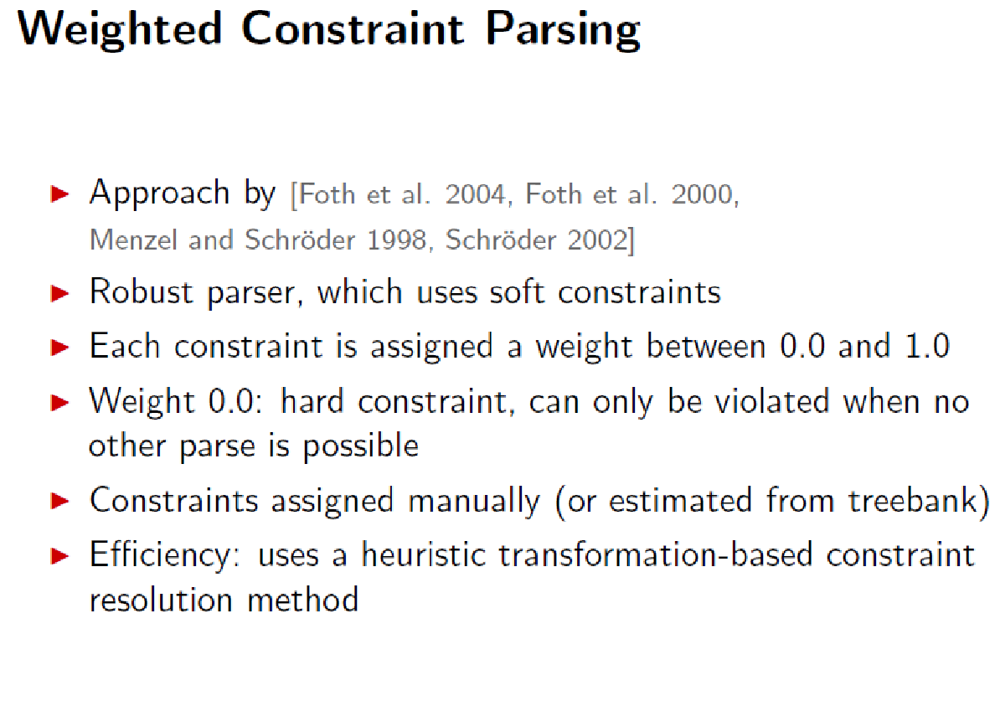 Weighted Constraint Parsing
► Approach by [Foth et al. 2004, Foth et al. 2000,
Menzel and Schröder 1998, Schröder 2002]
► Robust parser, which uses soft constraints
► Each constraint is assigned a weight between 0.0 and 1.0
► Weight 0.0: hard constraint, can only be violated when no
other parse is possible
► Constraints assigned manually (or estimated from treebank)
► Efficiency: uses a heuristic transformation-based constraint
resolution method